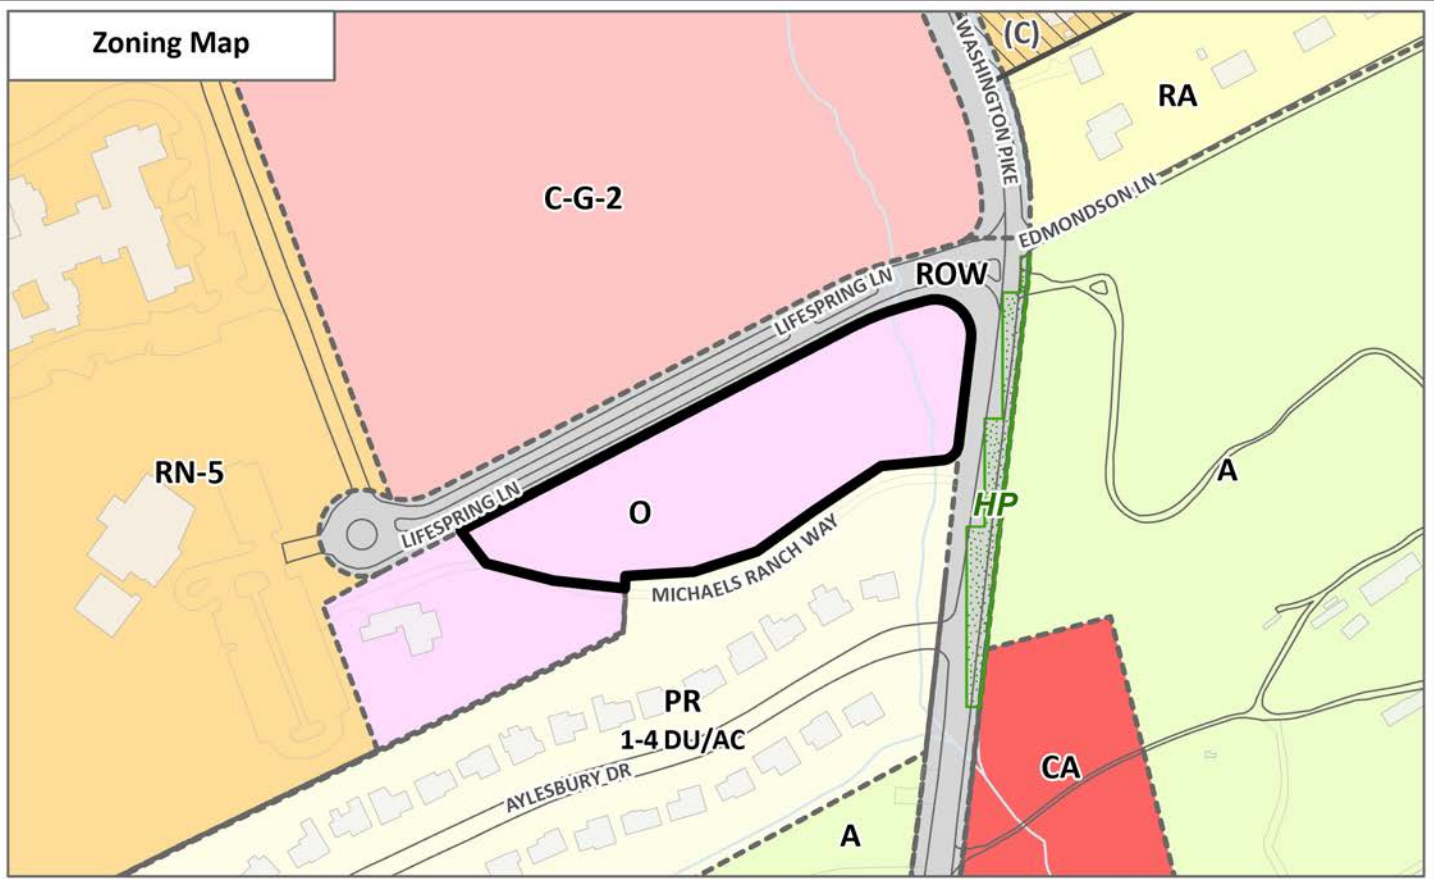 Zoning Map
(C)
WASHINGTON PIKE
RA
C-G-2
EDMONDSON LN
ROW
LIFESPRING LN
RN-5
A
HP
LIFESPRING LN
O
MICHAELS RANCH WAY
PR
1-4 DU/AC
CA
AYLESBURY DR
A